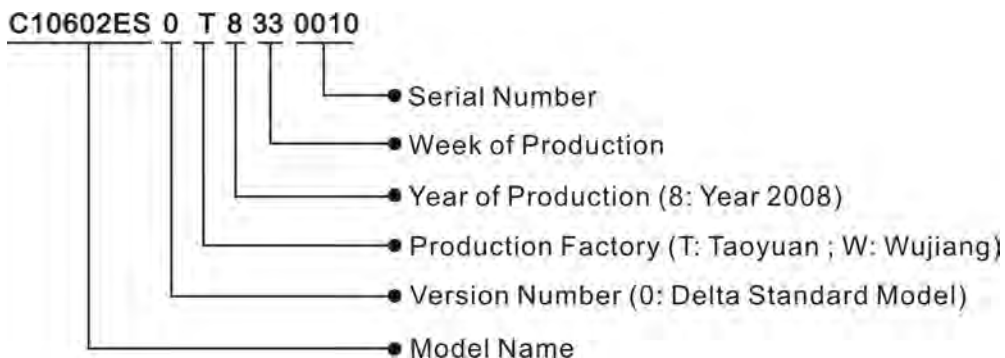 C10602ES 0 T 8 33 0010
Serial Number
Week of Production
Year of Production (8: Year 2008)
Production Factory (T: Taoyuan ; W: Wujiang)
Version Number (0: Delta Standard Model)
Model Name